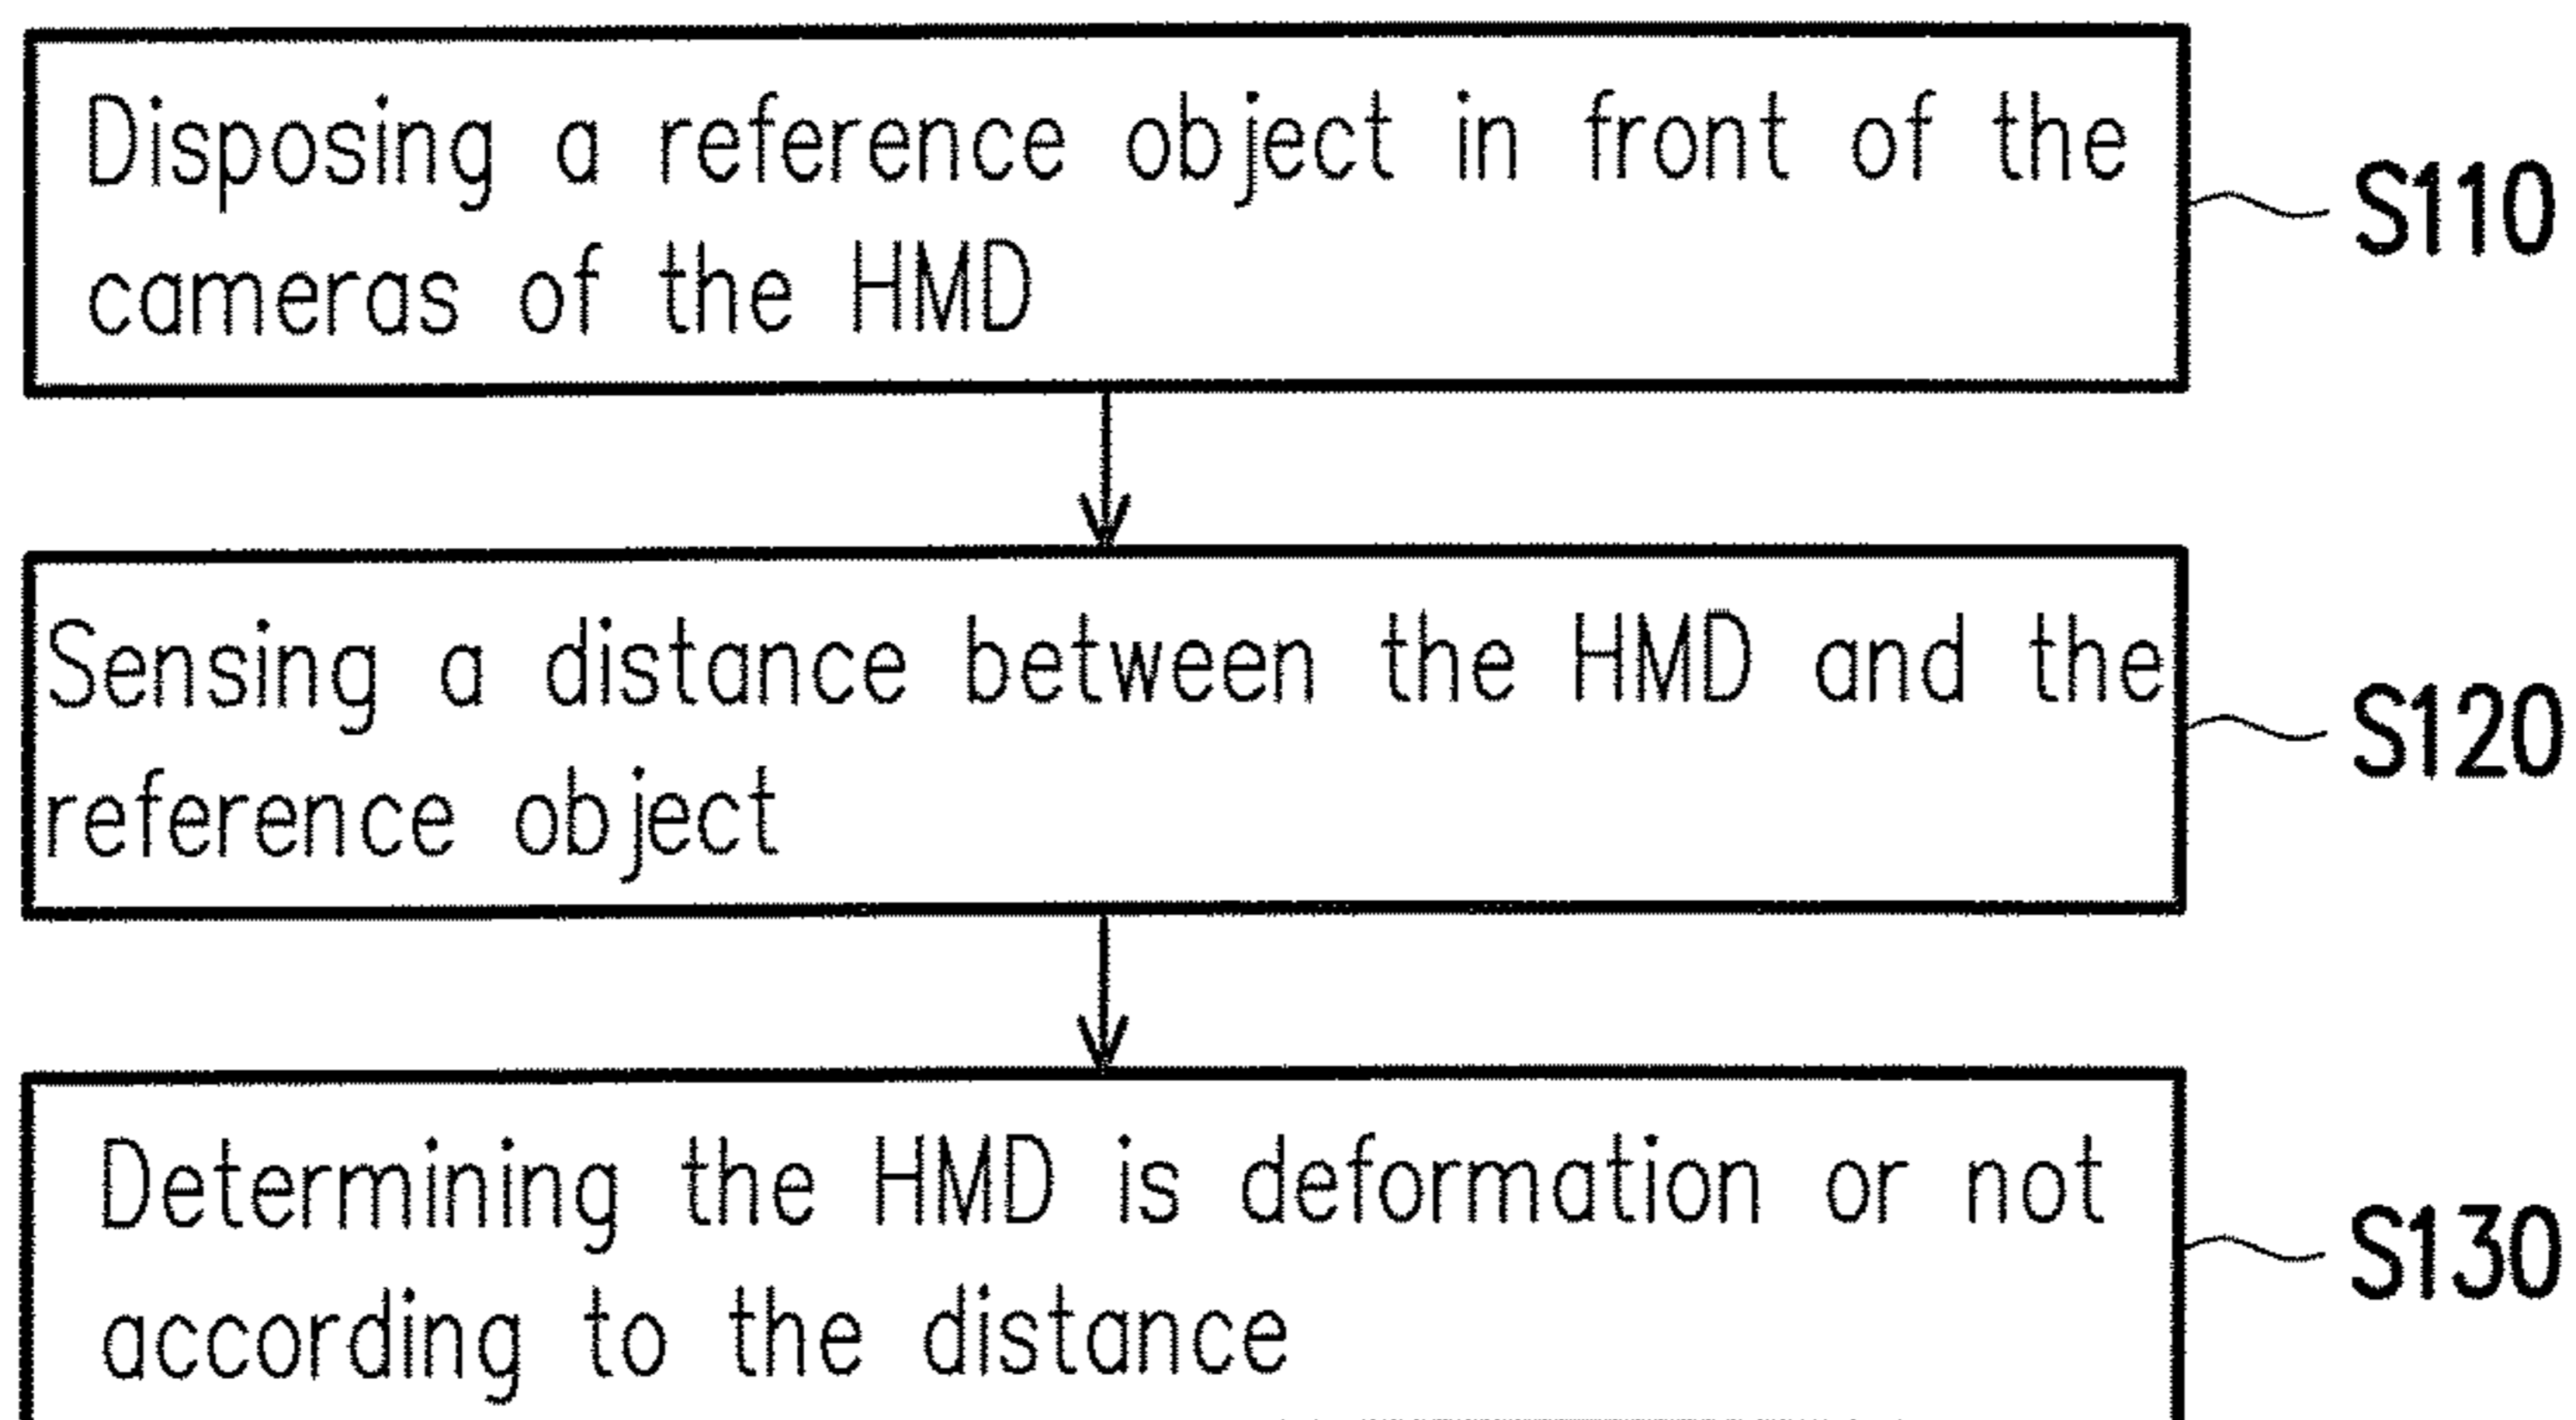 Disposing a reference object in front of the
cameras of the HMD
S110
Sensing a distance between the HMD and the
reference object
S120
Determining the HMD is deformation or not
according to the distance
S130